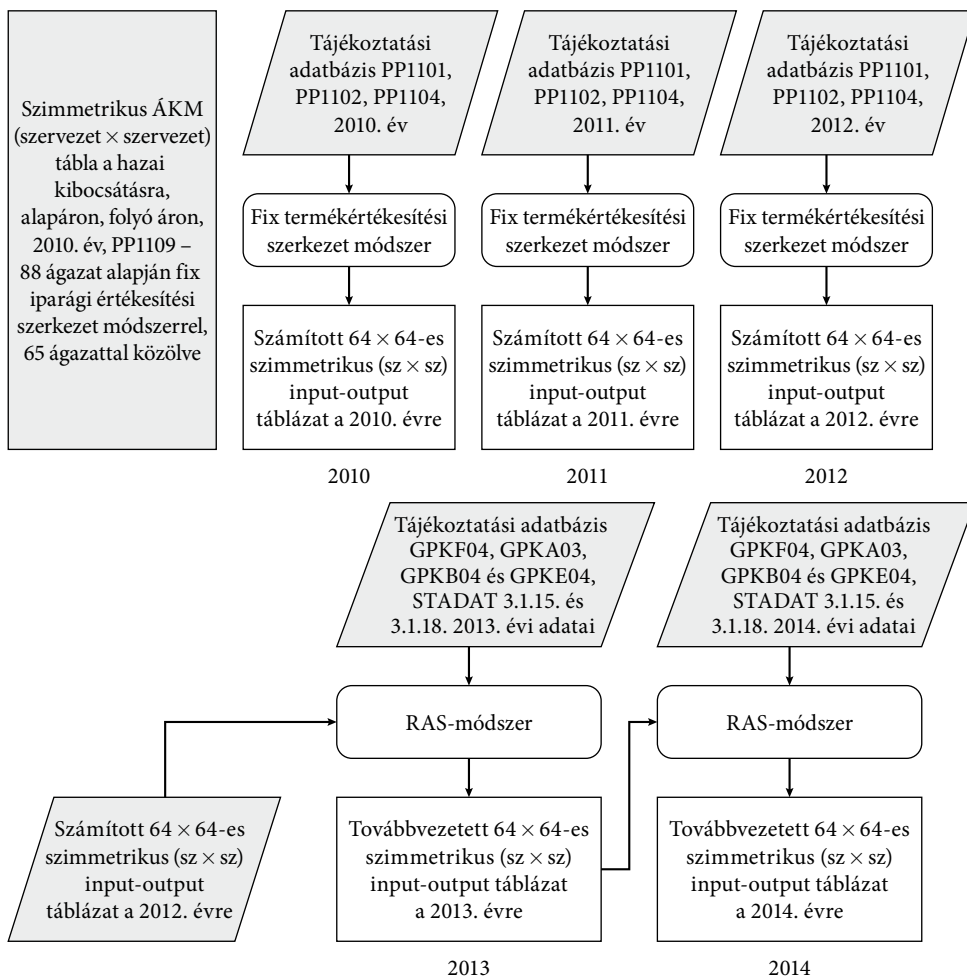 Szimmetrikus ÁKM
(szervezet × szervezet)
tábla a hazai
kibocsátásra,
alapáron, folyó áron,
2010. év, PP1109 –
88 ágazat alapján fix
iparági értékesítési
szerkezet módszerrel,
65 ágazattal közölve
Tájékoztatási
adatbázis PP1101,
PP1102, PP1104,
2010. év
Fix termékértékesítési
szerkezet módszer
Számított 64 × 64-es
szimmetrikus (sz × sz)
input-output
táblázat a 2010. évre
2010
Tájékoztatási
adatbázis PP1101,
PP1102, PP1104,
2011. év
Fix termékértékesítési
szerkezet módszer
Számított 64 × 64-es
szimmetrikus (sz × sz)
input-output
táblázat a 2011. évre
2011
Tájékoztatási
adatbázis PP1101,
PP1102, PP1104,
2012. év
Fix termékértékesítési
szerkezet módszer
Számított 64 × 64-es
szimmetrikus (sz × sz)
input-output
táblázat a 2012. évre
2012
Számított 64 × 64-es
szimmetrikus (sz × sz)
input-output
táblázat a 2012. évre
Tájékoztatási adatbázis
GPKF04, GPKA03,
GPKB04 és GPKE04,
STADAT 3.1.15. és
3.1.18. 2013. évi adatai
RAS-módszer
Továbbvezetett 64 × 64-es
szimmetrikus (sz × sz)
input-output táblázat
a 2013. évre
2013
Tájékoztatási adatbázis
GPKF04, GPKA03,
GPKB04 és GPKE04,
STADAT 3.1.15. és
3.1.18. 2014. évi adatai
RAS-módszer
Továbbvezetett 64 × 64-es
szimmetrikus (sz × sz)
input-output táblázat
a 2014. évre
2014